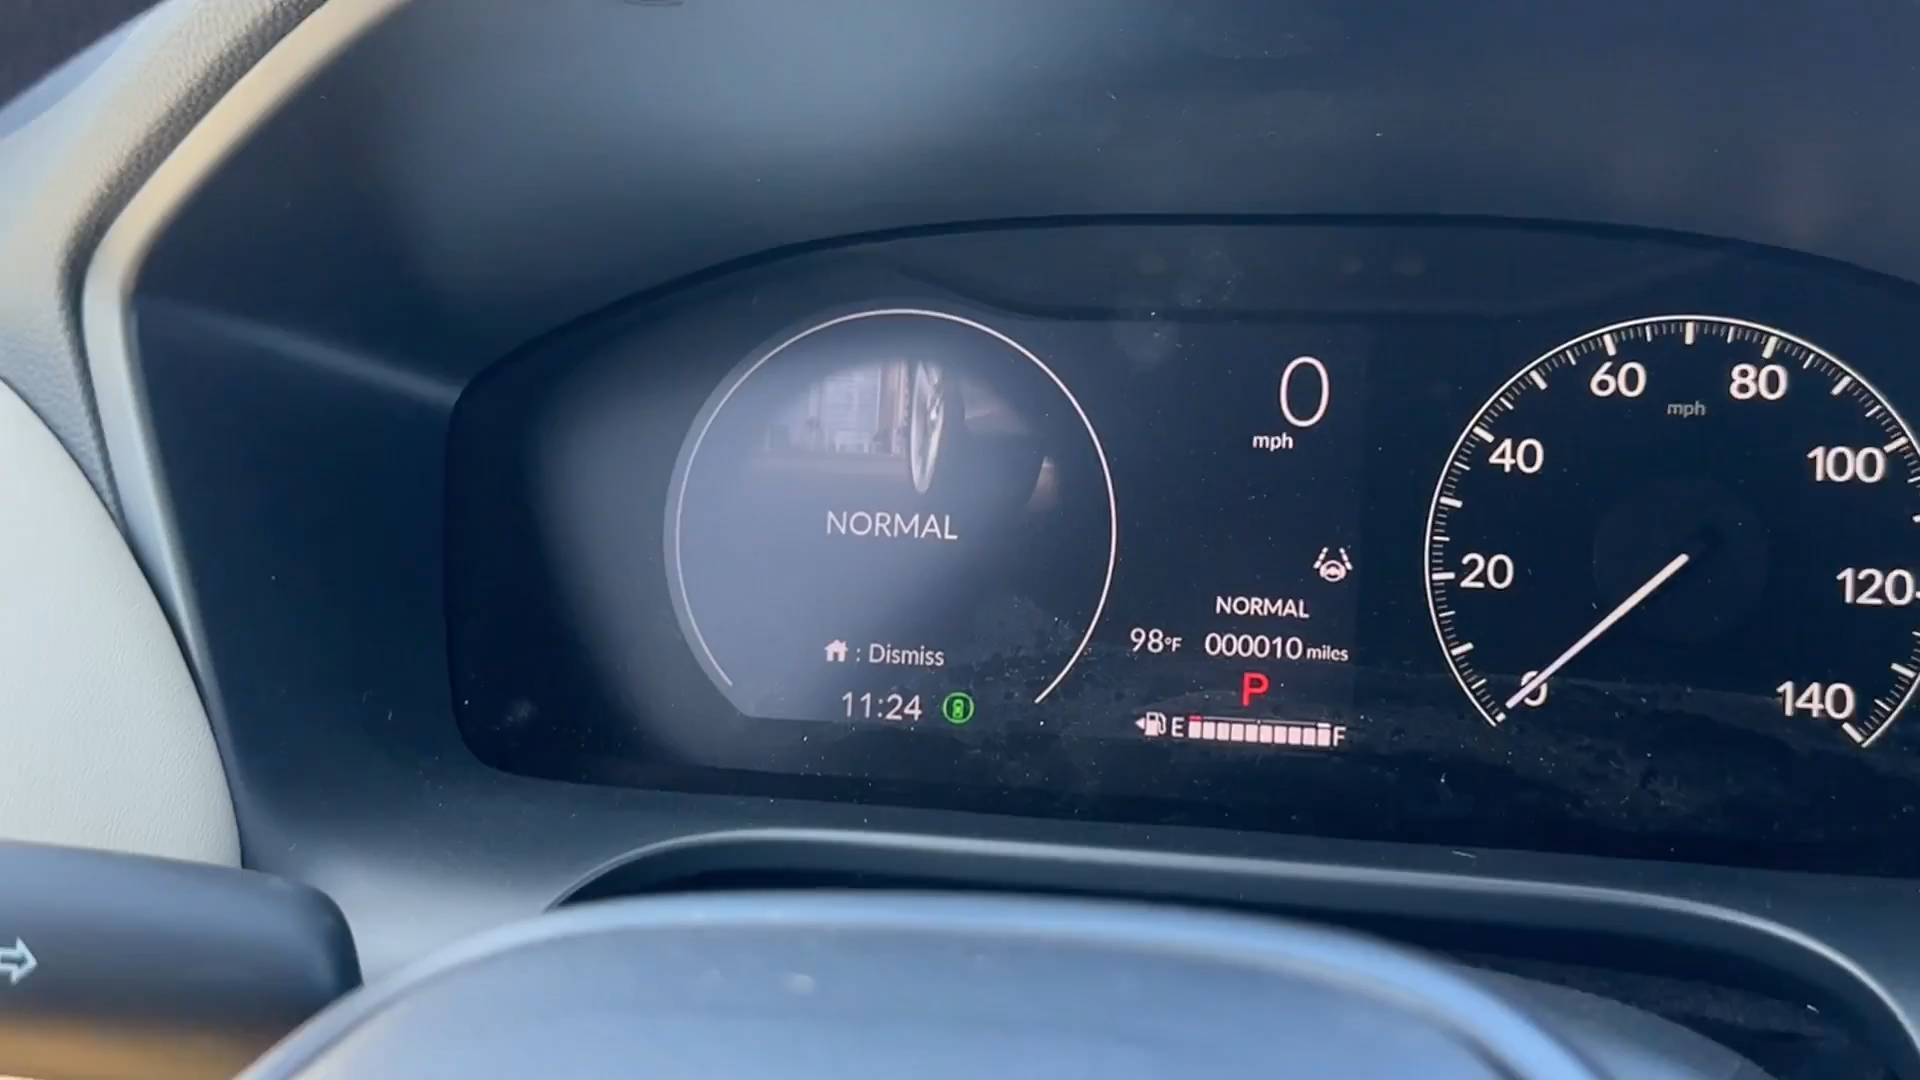 NORMAL
: Dismiss
11:24
0
mph
NORMAL
98°F 000010 miles
P
E F
0
20
40
60
80
100
120
140
mph